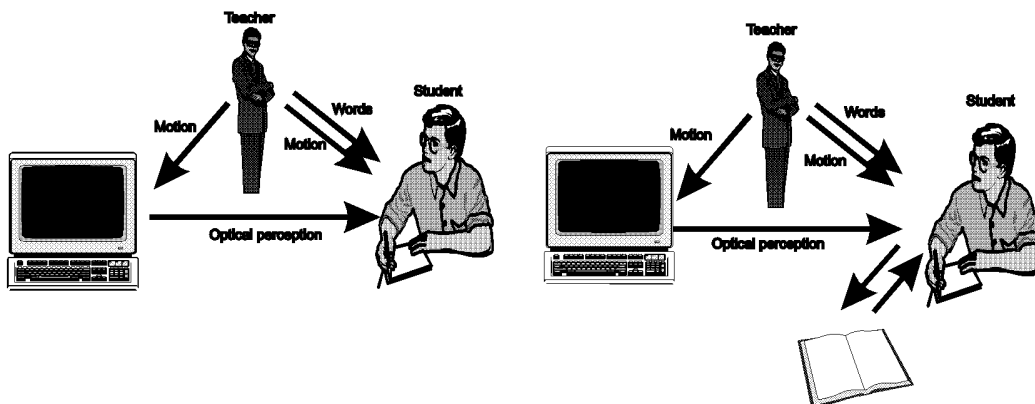 Teacher
Student
Words
Motion
Motion
Optical perception
Teacher
Student
Words
Motion
Motion
Optical perception